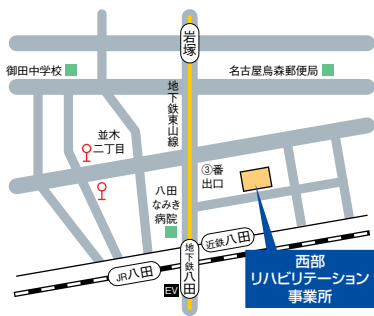 岩塚
御田中学校
名古屋烏森郵便局
地下鉄東山線
並木
二丁目
③番
出口
八田
なみき
病院
地下鉄八田
近鉄八田
JR八田
EV
西部
リハビリテーション
事業所